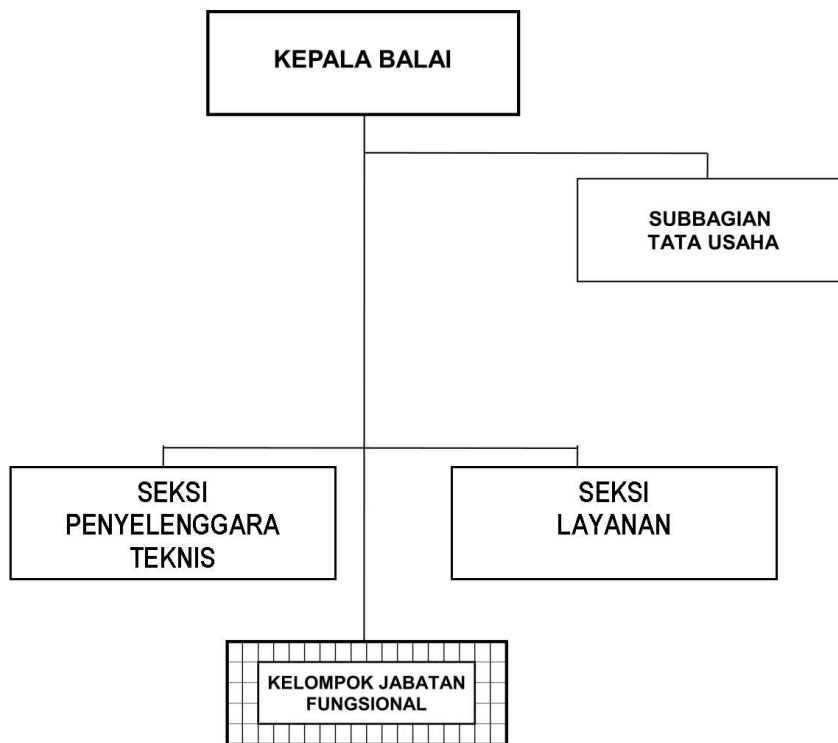 KEPALA BALAI
SUBBAGIAN
TATA USAHA
SEKSI
PENYELENGGARA
TEKNIS
SEKSI
LAYANAN
KELOMPOK JABATAN
FUNGSIONAL